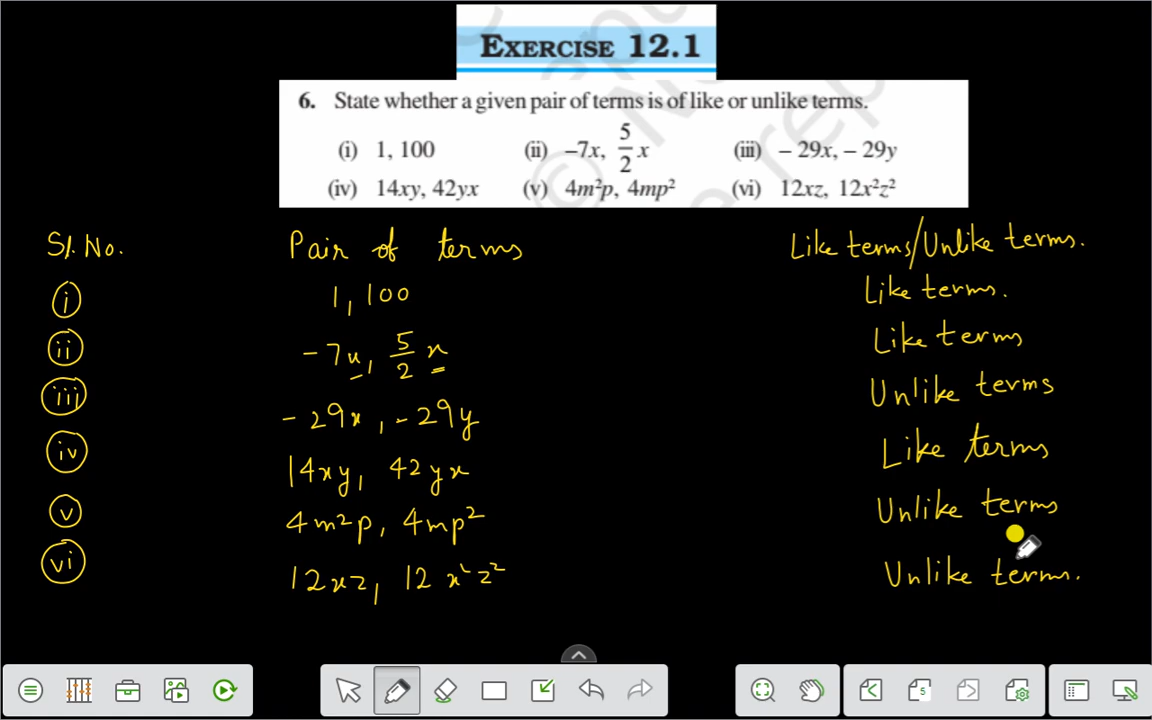 EXERCISE 12.1
6. State whether a given pair of terms is of like or unlike terms.
(i) 1, 100 (ii) –7x, 5/2 x (iii) – 29x, – 29y
(iv) 14xy, 42yx (v) 4m²p, 4mp² (vi) 12xz, 12x²z²
Sl. No. Pair of terms Like terms/Unlike terms.
(i) 1, 100 Like terms.
(ii) -7x, 5/2 x Like terms
(iii) -29x, -29y Unlike terms
(iv) 14xy, 42yx Like terms
(v) 4m²p, 4mp² Unlike terms
(vi) 12xz, 12x²z² Unlike terms.
5